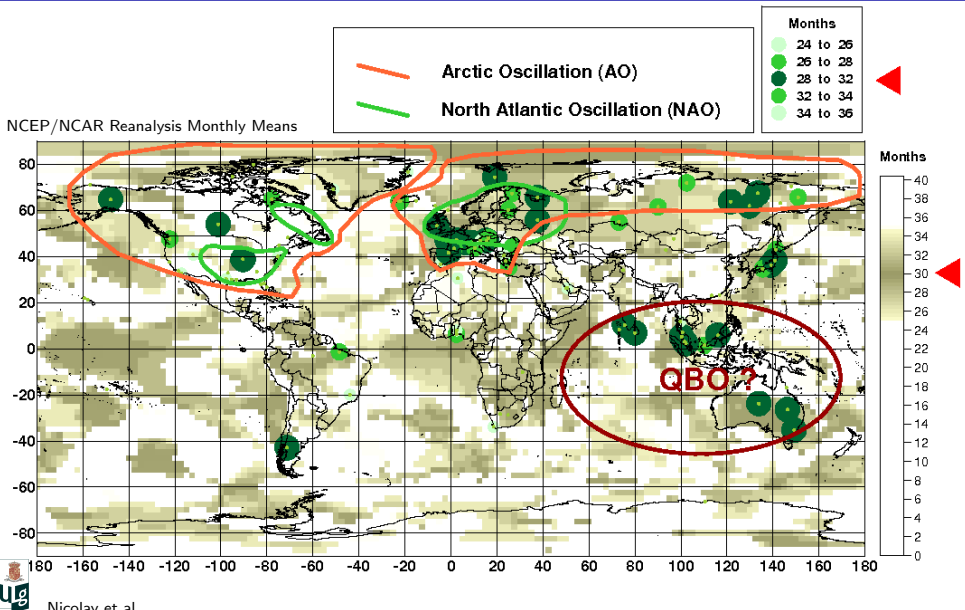 Months
24 to 26
26 to 28
28 to 32
32 to 34
34 to 36
Arctic Oscillation (AO)
North Atlantic Oscillation (NAO)
NCEP/NCAR Reanalysis Monthly Means
Months
80
60
40
20
0
-20
-40
-60
-80
QBO ?
180 -140 -120 -100 -80 -60 -40 -20 0 20 40 60 80 100 120 140 180
40
38
36
34
32
30
28
26
24
22
20
18
16
14
12
10
8
6
4
2
0
Ulg
Nicolay et al